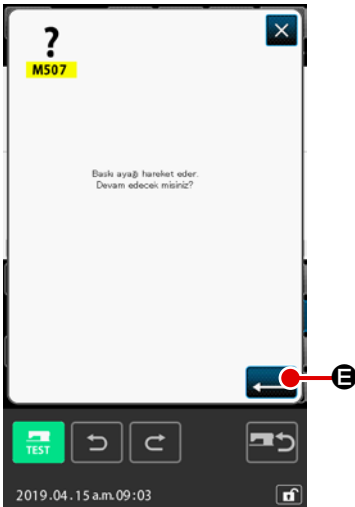 ?
M507
Baskı ayağı hareket eder.
Devam edecek misiniz?
E
TEST
2019.04.15 a.m.09:03